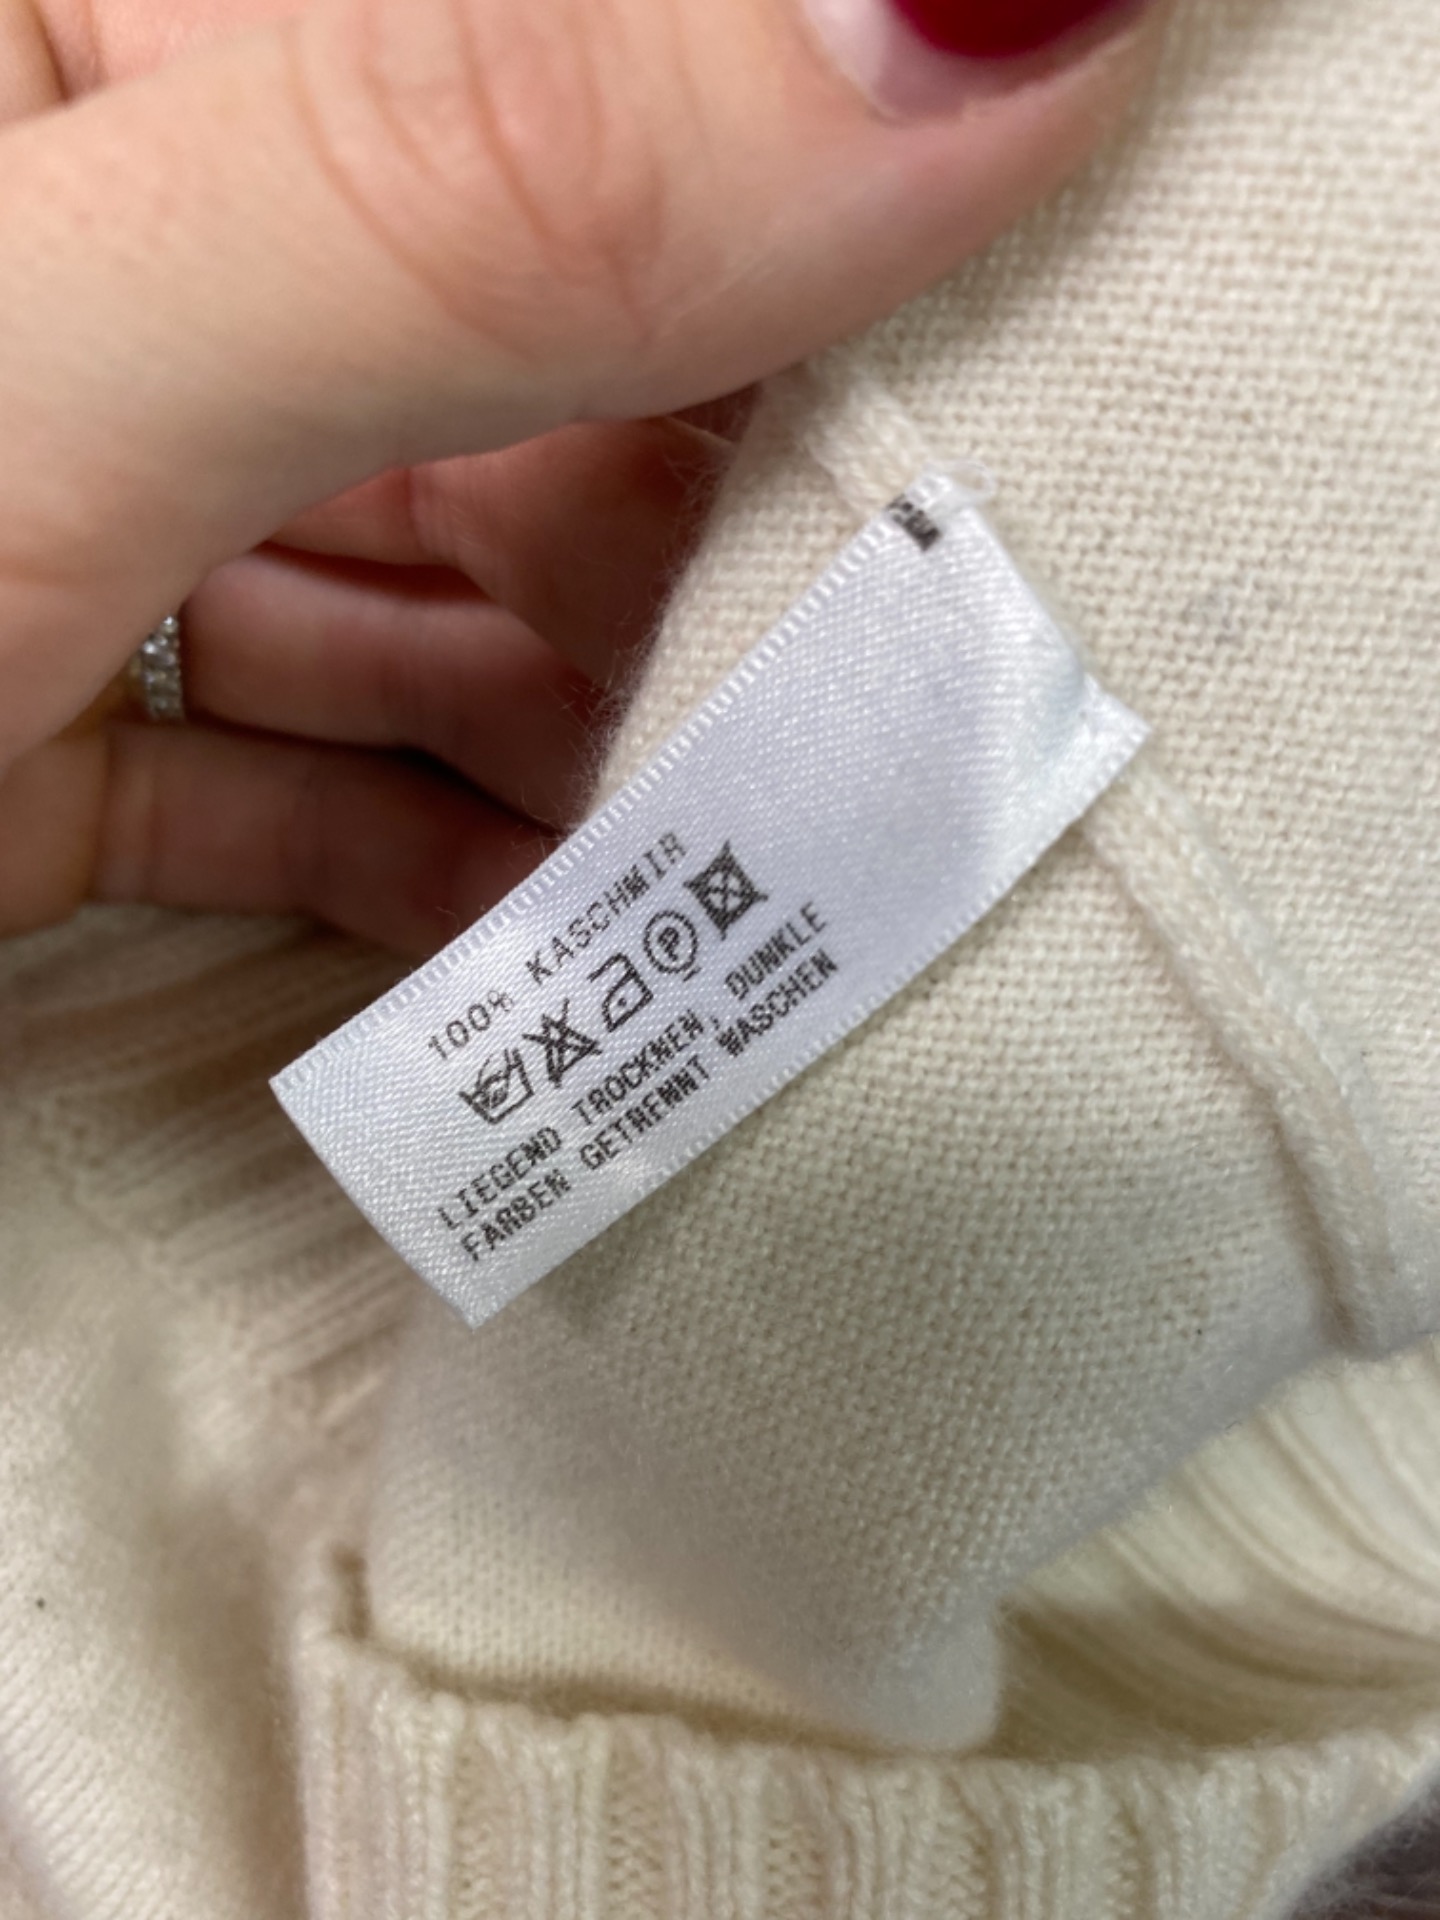 100% KASCHMIR
P
LIEGEND TROCKNEN, DUNKLE
FARBEN GETRENNT WASCHEN